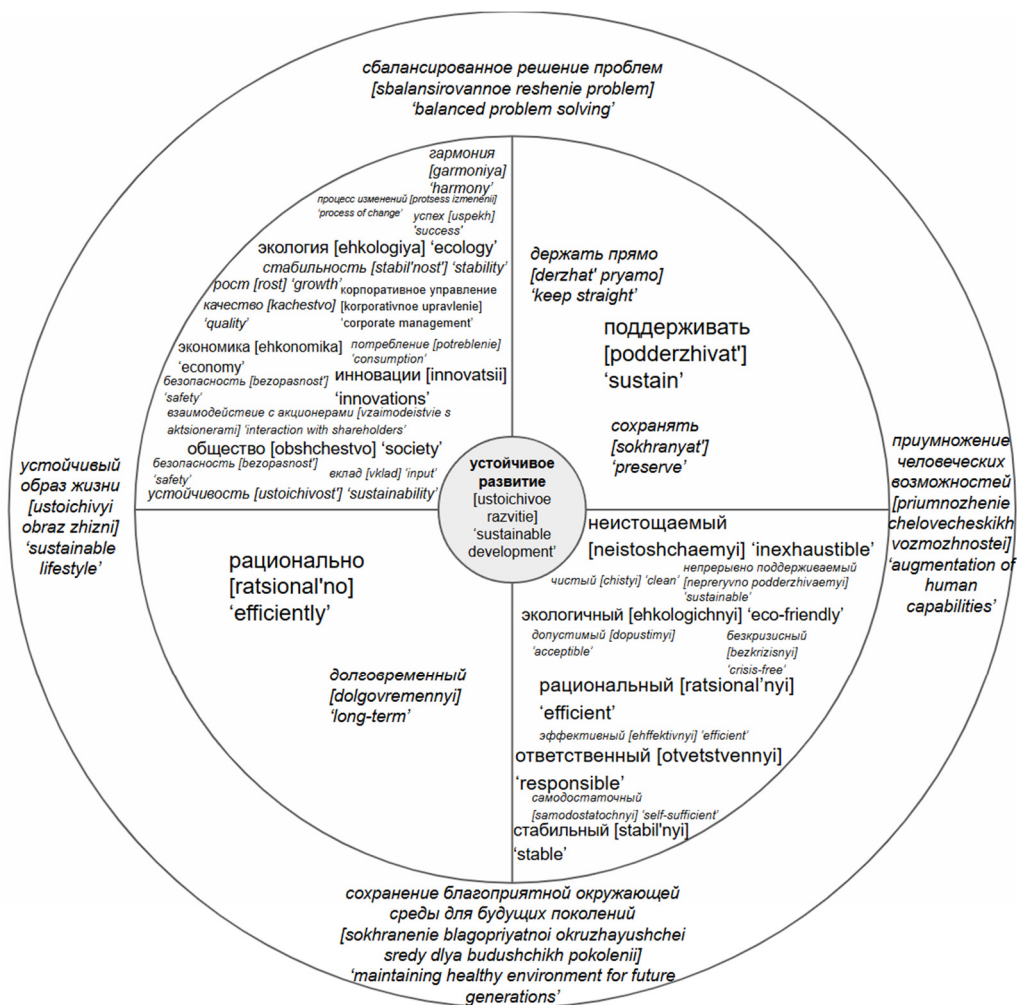 сбалансированное решение проблем
[sbalansirovannoe reshenie problem]
‘balanced problem solving’
гармония
[garmoniya]
‘harmony’
процесс изменений [protsess izmenenii]
‘process of change’
успех [uspekh]
‘success’
экология [ehkologiya] ‘ecology’
стабильность [stabil'nost'] ‘stability’
рост [rost] ‘growth’
корпоративное управление
[korporativnoe upravlenie]
‘corporate management’
качество [kachestvo]
‘quality’
экономика [ehkonomika]
‘economy’
потребление [potreblenie]
‘consumption’
безопасность [bezopasnost']
‘safety’
инновации [innovatsii]
‘innovations’
взаимодействие с акционерами [vzaimodeistvie s
aktsionerami] ‘interaction with shareholders’
общество [obshchestvo] ‘society’
безопасность [bezopasnost']
‘safety’
вклад [vklad] ‘input’
устойчивость [ustoichivost'] ‘sustainability’
держать прямо
[derzhat' pryamo]
‘keep straight’
поддерживать
[podderzhivat']
‘sustain’
сохранять
[sokhranyat']
‘preserve’
устойчивый
образ жизни
[ustoichivyi
obraz zhizni]
‘sustainable
lifestyle’
устойчивое
развитие
[ustoichivoe
razvitie]
‘sustainable
development’
приумножение
человеческих
возможностей
[priumnozhenie
chelovecheskikh
vozmozhnostei]
‘augmentation of
human
capabilities’
рационально
[ratsional'no]
‘efficiently’
долговременный
[dolgovremennyi]
‘long-term’
неистощаемый
[neistoshchaemyi] ‘inexhaustible’
непрерывно поддерживаемый
[nepreryvno podderzhivaemyi]
‘sustainable’
чистый [chistyi] ‘clean’
экологичный [ehkologichnyi] ‘eco-friendly’
допустимый [dopustimyi]
‘acceptible’
безкризисный
[bezkrizisnyi]
‘crisis-free’
рациональный [ratsional’nyi]
‘efficient’
эффективный [ehffektivnyi] ‘efficient’
ответственный [otvetstvennyi]
‘responsible’
самодостаточный
[samodostatochnyi] ‘self-sufficient’
стабильный [stabil'nyi]
‘stable’
сохранение благоприятной окружающей
среды для будущих поколений
[sokhranenie blagopriyatnoi okruzhayushchei
sredy dlya budushchikh pokolenii]
‘maintaining healthy environment for future
generations’